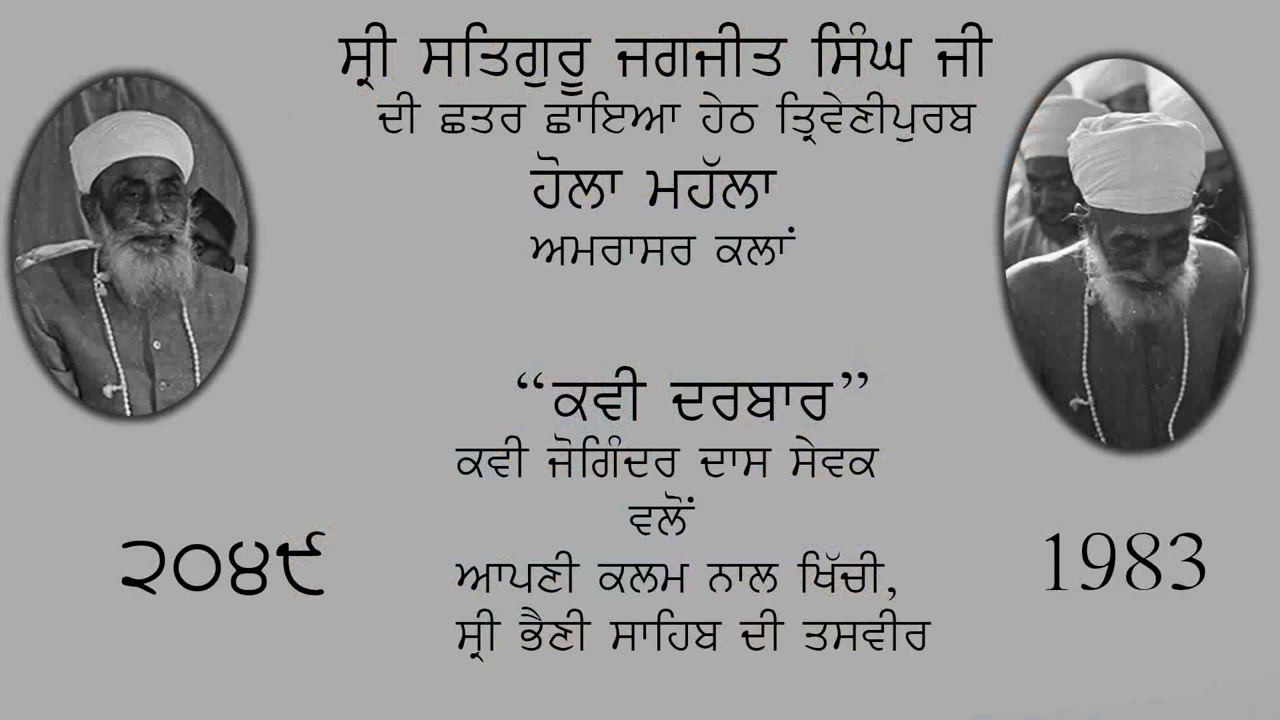 ਸ੍ਰੀ ਸਤਿਗੁਰੂ ਜਗਜੀਤ ਸਿੰਘ ਜੀ
ਦੀ ਛਤਰ ਛਾਇਆ ਹੇਠ ਤ੍ਰਿਵੇਣੀਪੁਰਬ
ਹੋਲਾ ਮਹੱਲਾ
ਅਮਰਾਸਰ ਕਲਾਂ
“ਕਵੀ ਦਰਬਾਰ”
ਕਵੀ ਜੋਗਿੰਦਰ ਦਾਸ ਸੇਵਕ
ਵਲੋਂ
ਆਪਣੀ ਕਲਮ ਨਾਲ ਖਿੱਚੀ,
ਸ੍ਰੀ ਭੈਣੀ ਸਾਹਿਬ ਦੀ ਤਸਵੀਰ
੨੦੪੯
1983